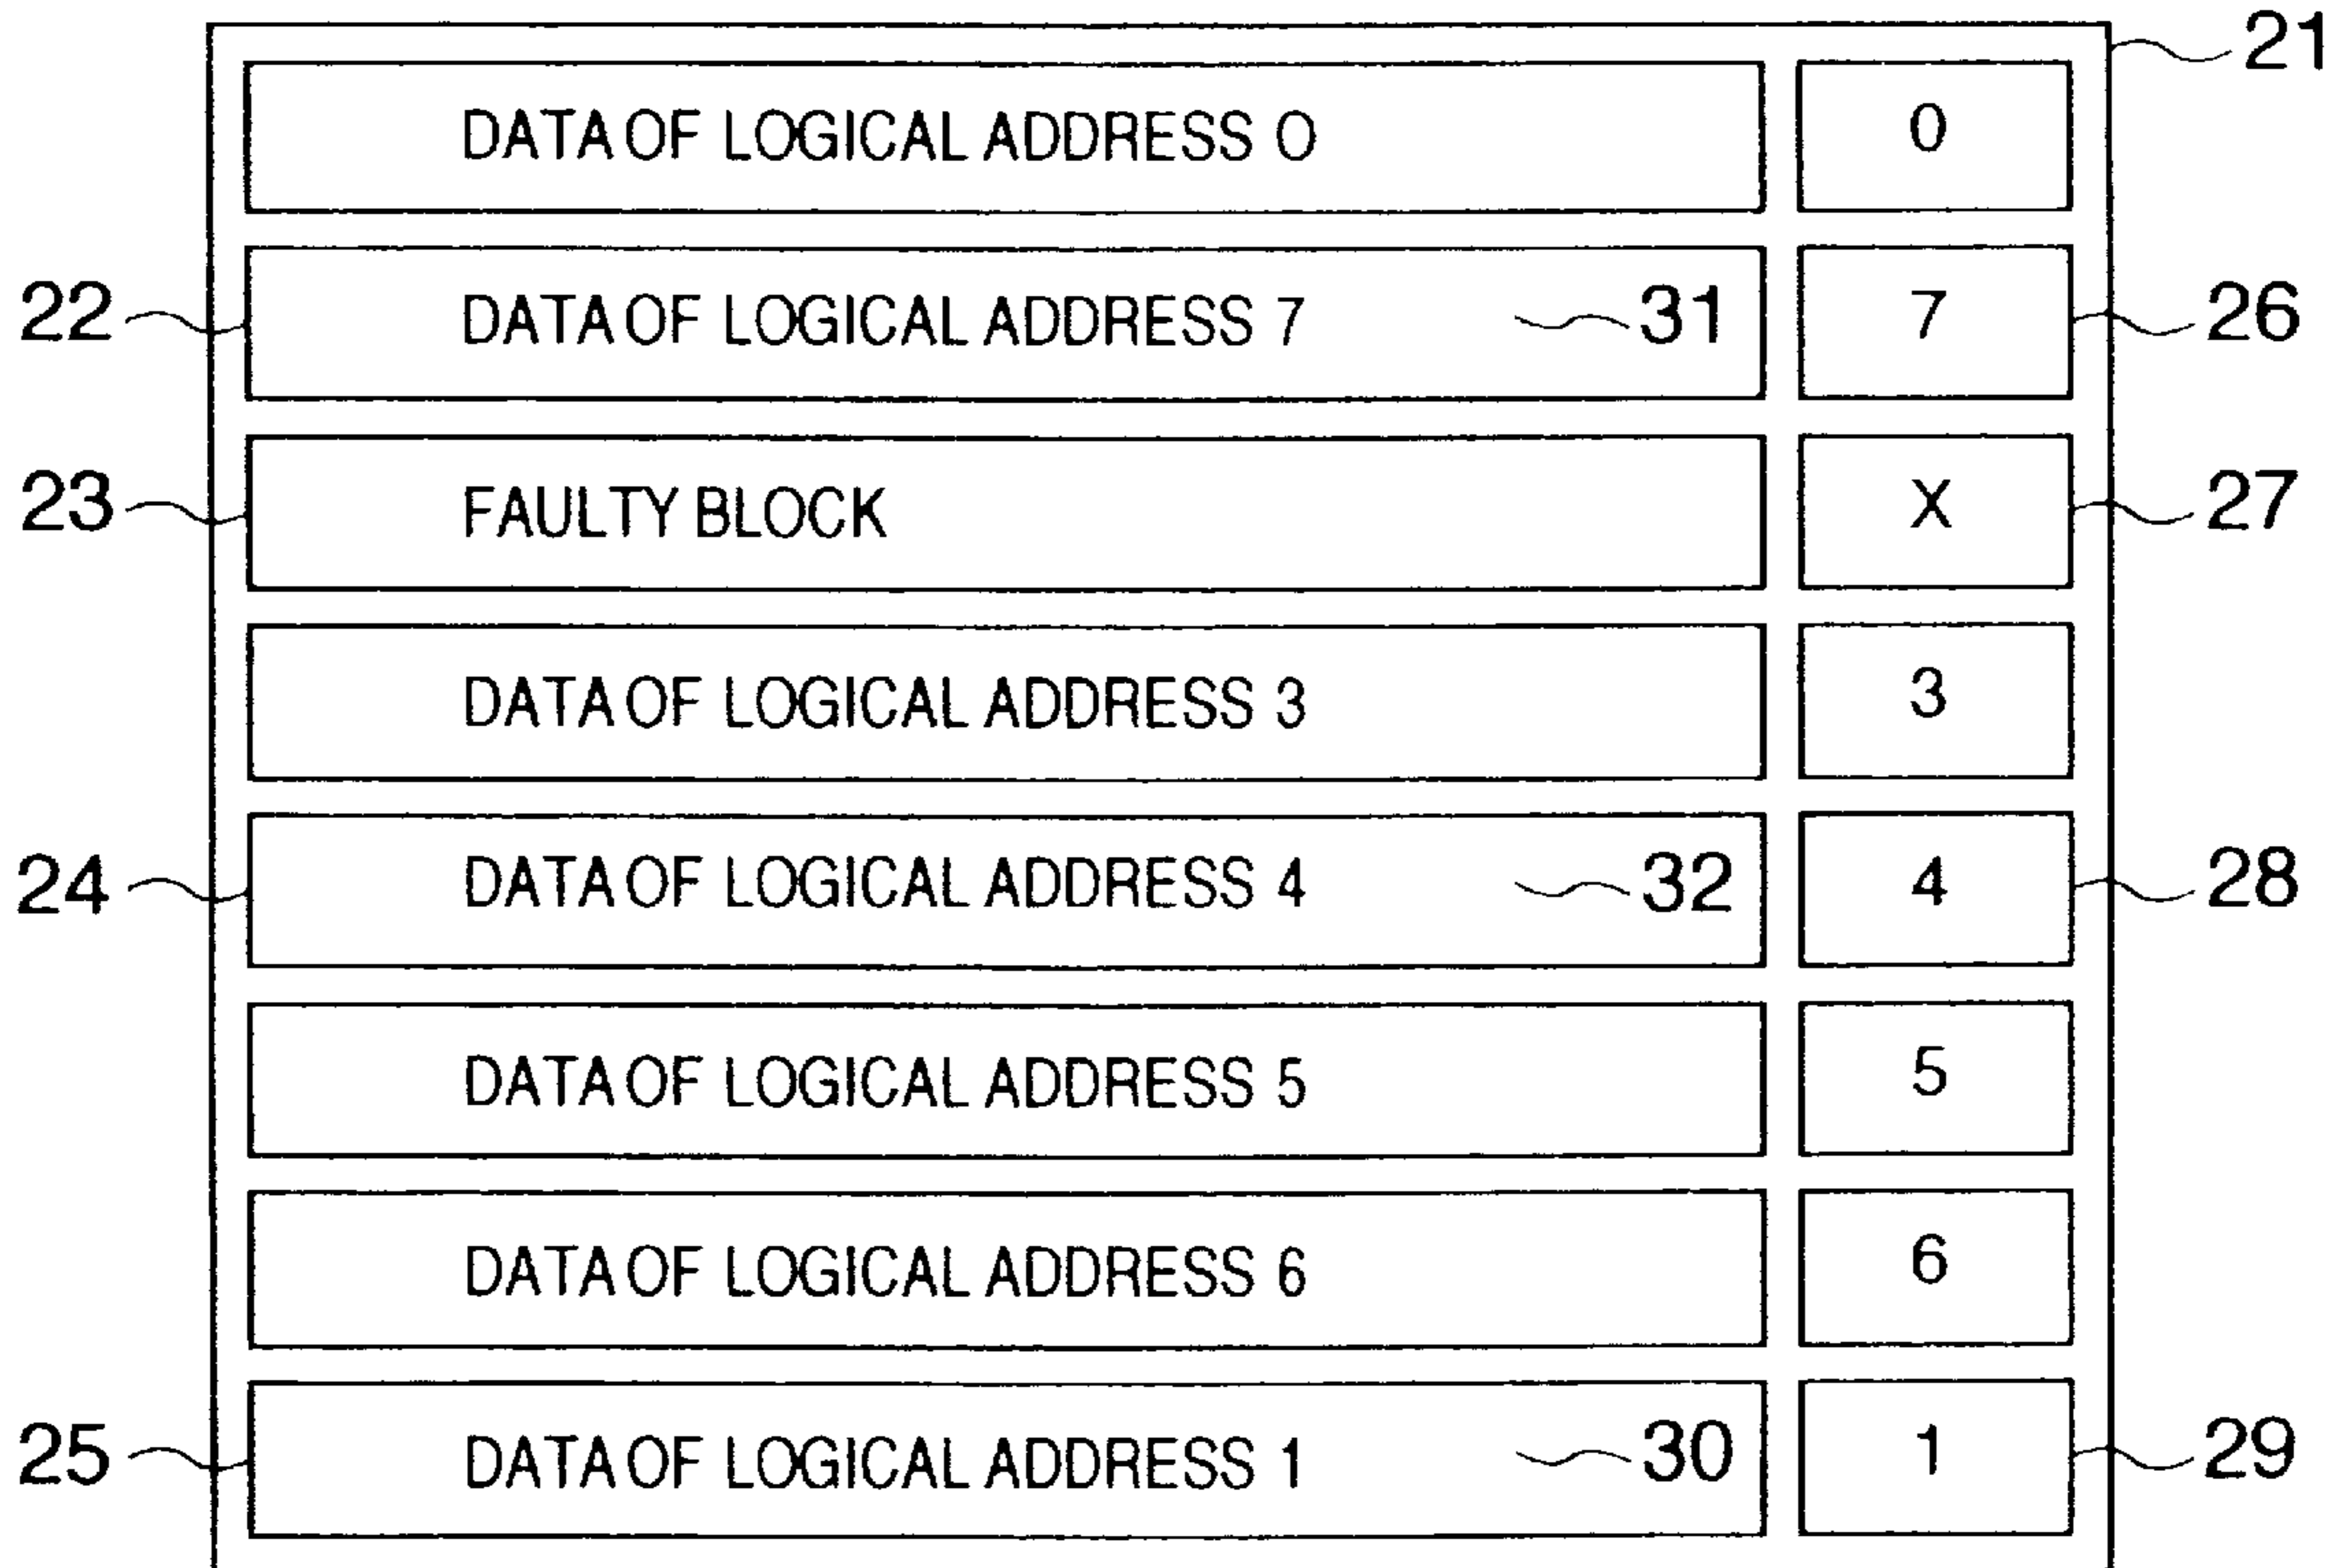 21
DATA OF LOGICAL ADDRESS 0 0
22 DATA OF LOGICAL ADDRESS 7 31 7 26
23 FAULTY BLOCK X 27
DATA OF LOGICAL ADDRESS 3 3
24 DATA OF LOGICAL ADDRESS 4 32 4 28
DATA OF LOGICAL ADDRESS 5 5
DATA OF LOGICAL ADDRESS 6 6
25 DATA OF LOGICAL ADDRESS 1 30 1 29